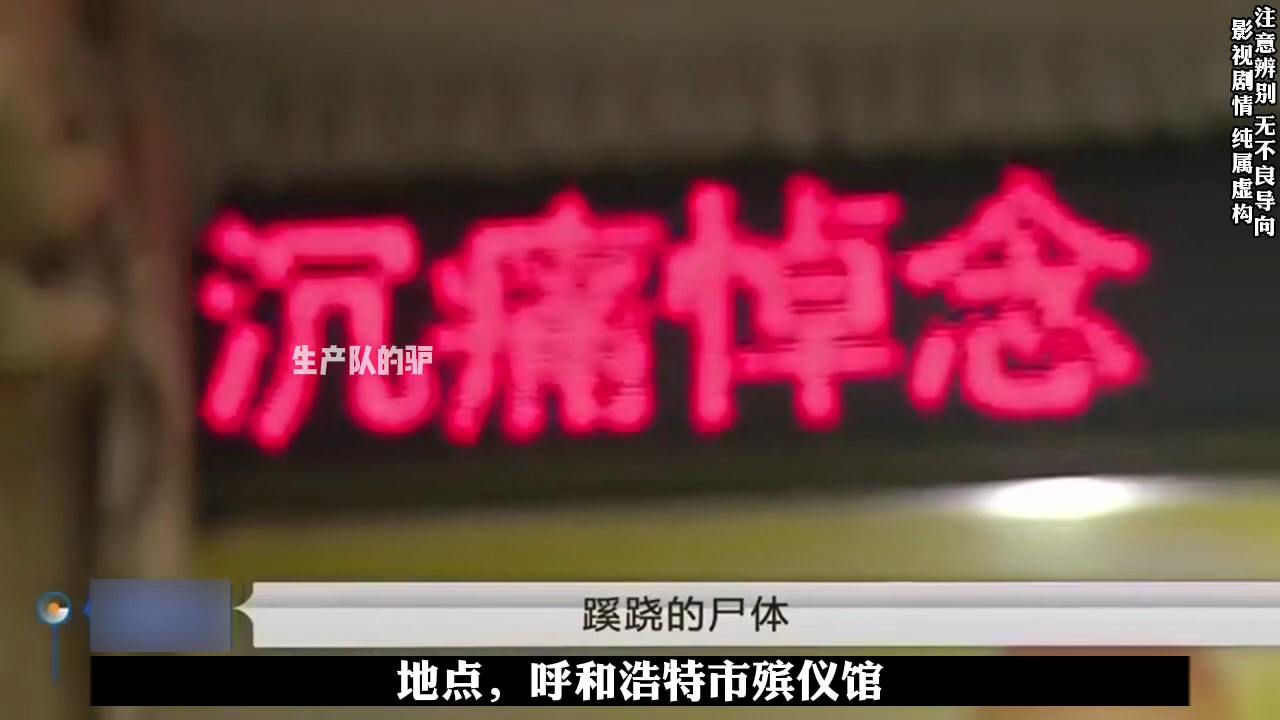 注意辨别 无不良导向
影视剧情 纯属虚构
沉痛悼念
生产队的驴
蹊跷的尸体
地点，呼和浩特市殡仪馆